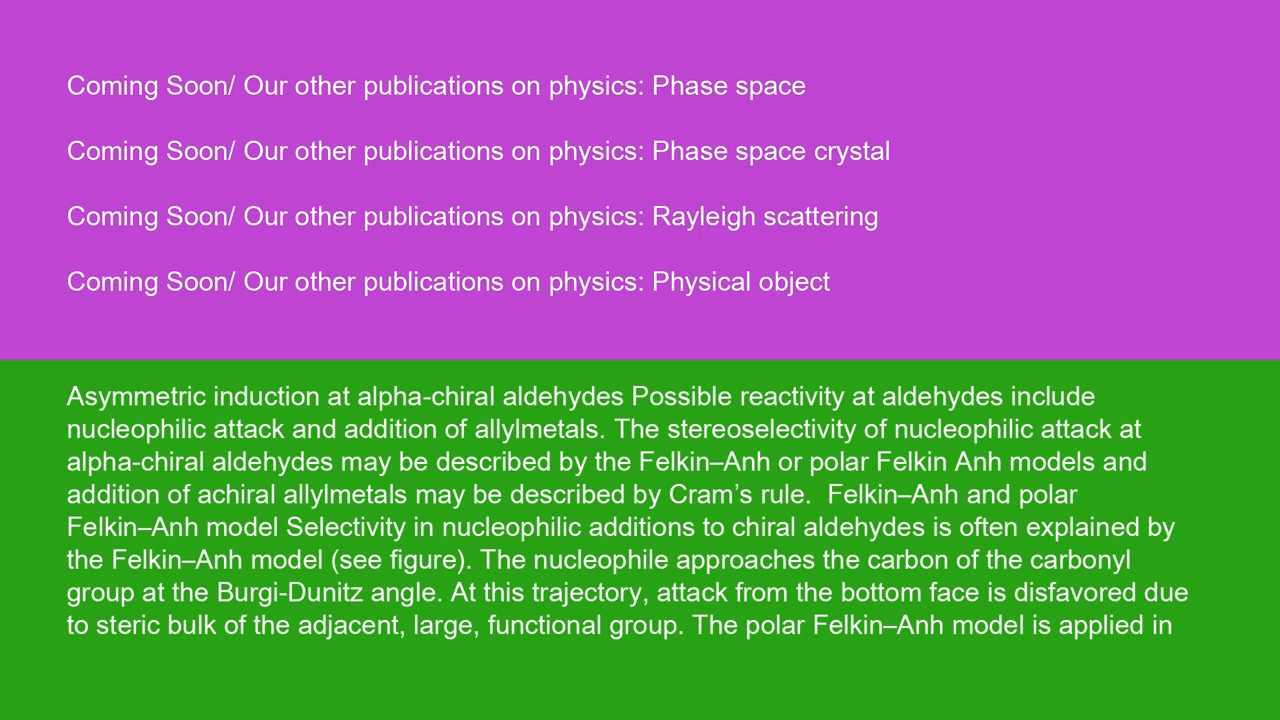 Coming Soon/ Our other publications on physics: Phase space
Coming Soon/ Our other publications on physics: Phase space crystal
Coming Soon/ Our other publications on physics: Rayleigh scattering
Coming Soon/ Our other publications on physics: Physical object
Asymmetric induction at alpha-chiral aldehydes Possible reactivity at aldehydes include
nucleophilic attack and addition of allylmetals. The stereoselectivity of nucleophilic attack at
alpha-chiral aldehydes may be described by the Felkin–Anh or polar Felkin Anh models and
addition of achiral allylmetals may be described by Cram’s rule.  Felkin–Anh and polar
Felkin–Anh model Selectivity in nucleophilic additions to chiral aldehydes is often explained by
the Felkin–Anh model (see figure). The nucleophile approaches the carbon of the carbonyl
group at the Burgi-Dunitz angle. At this trajectory, attack from the bottom face is disfavored due
to steric bulk of the adjacent, large, functional group. The polar Felkin–Anh model is applied in